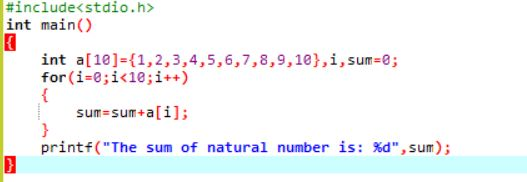 #include<stdio.h>
int main()
{
int a[10]={1,2,3,4,5,6,7,8,9,10},i,sum=0;
for(i=0;i<10;i++)
{
sum=sum+a[i];
}
printf("The sum of natural number is: %d",sum);
}